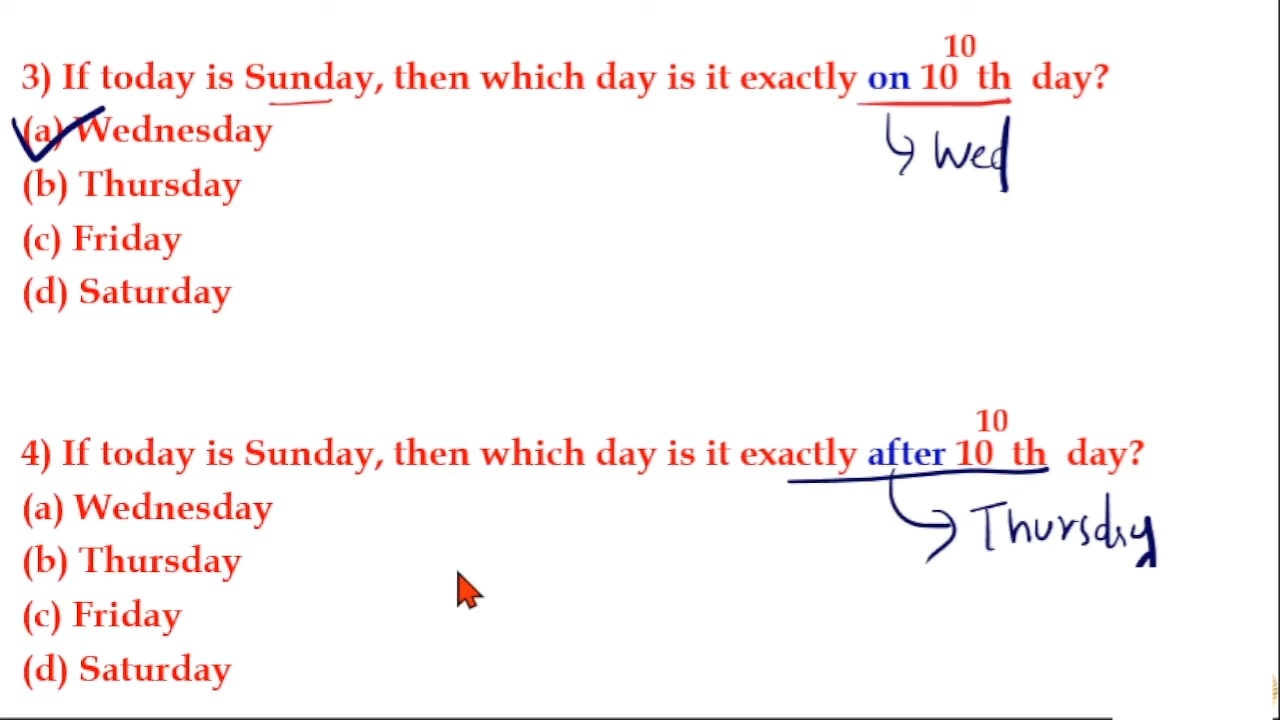 3) If today is Sunday, then which day is it exactly on 10^10 th day?
(a) Wednesday
Wed
(b) Thursday
(c) Friday
(d) Saturday
4) If today is Sunday, then which day is it exactly after 10^10 th day?
(a) Wednesday
Thursday
(b) Thursday
(c) Friday
(d) Saturday